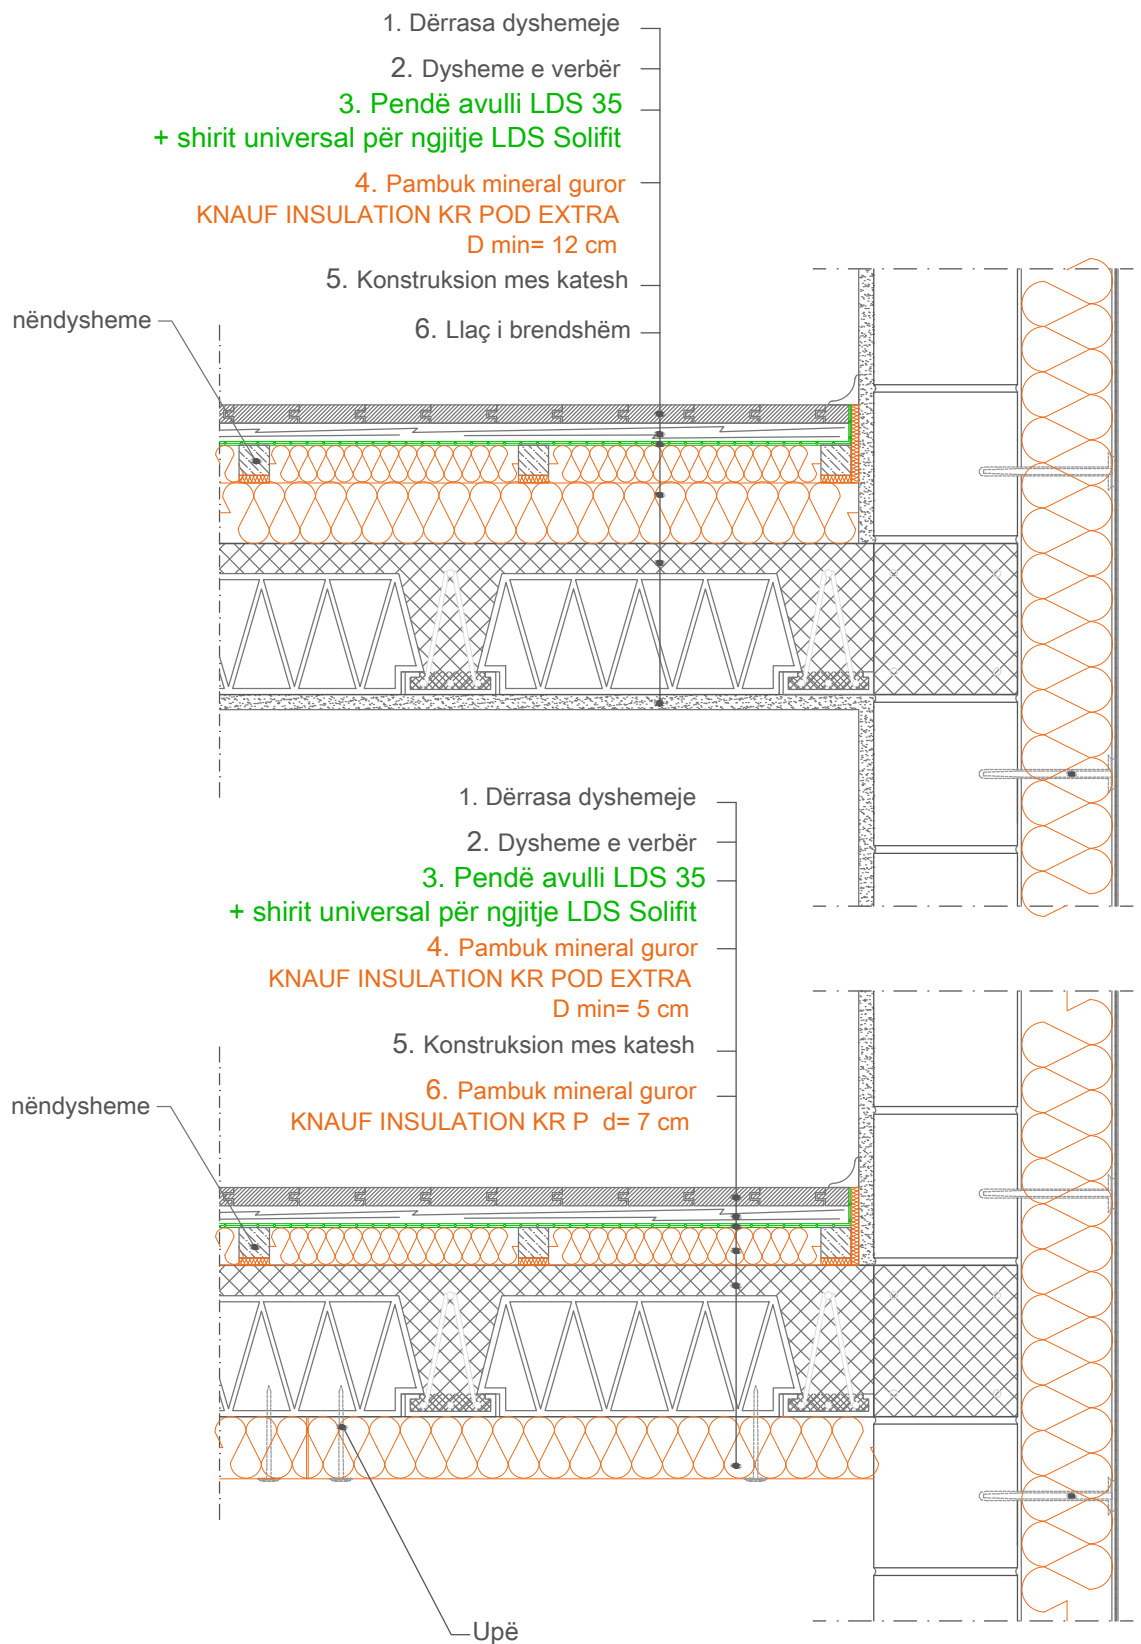 1. Dërrasa dyshemeje
2. Dysheme e verbër
3. Pendë avulli LDS 35
+ shirit universal për ngjitje LDS Solifit
4. Pambuk mineral guror
KNAUF INSULATION KR POD EXTRA
D min= 12 cm
5. Konstruksion mes katesh
6. Llaç i brendshëm
nëndysheme
1. Dërrasa dyshemeje
2. Dysheme e verbër
3. Pendë avulli LDS 35
+ shirit universal për ngjitje LDS Solifit
4. Pambuk mineral guror
KNAUF INSULATION KR POD EXTRA
D min= 5 cm
5. Konstruksion mes katesh
6. Pambuk mineral guror
KNAUF INSULATION KR P d= 7 cm
nëndysheme
Upë